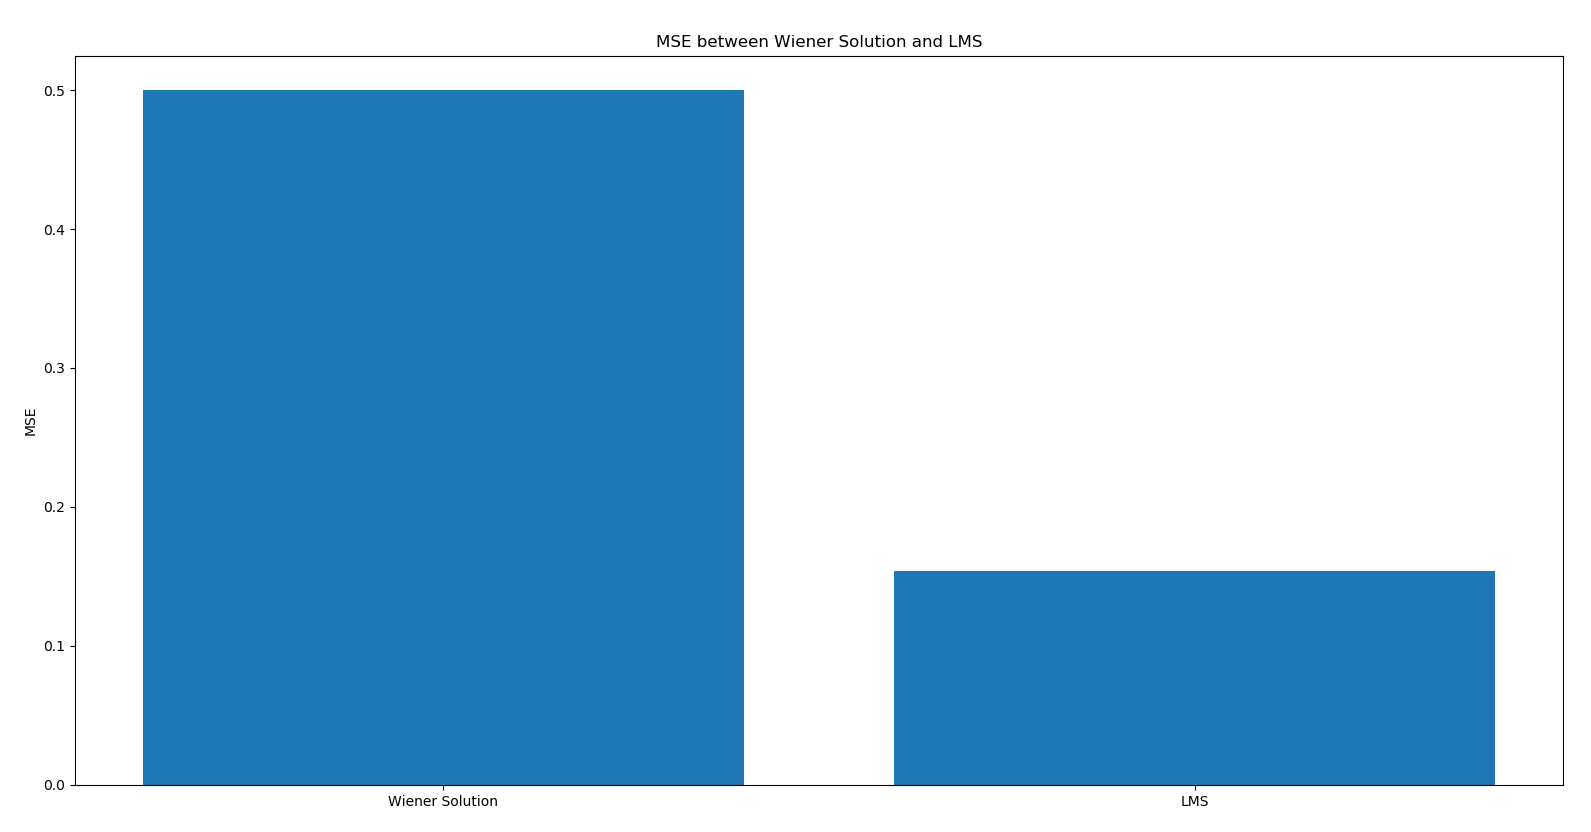 MSE between Wiener Solution and LMS
0.5
0.4
0.3
0.2
0.1
0.0
MSE
Wiener Solution
LMS